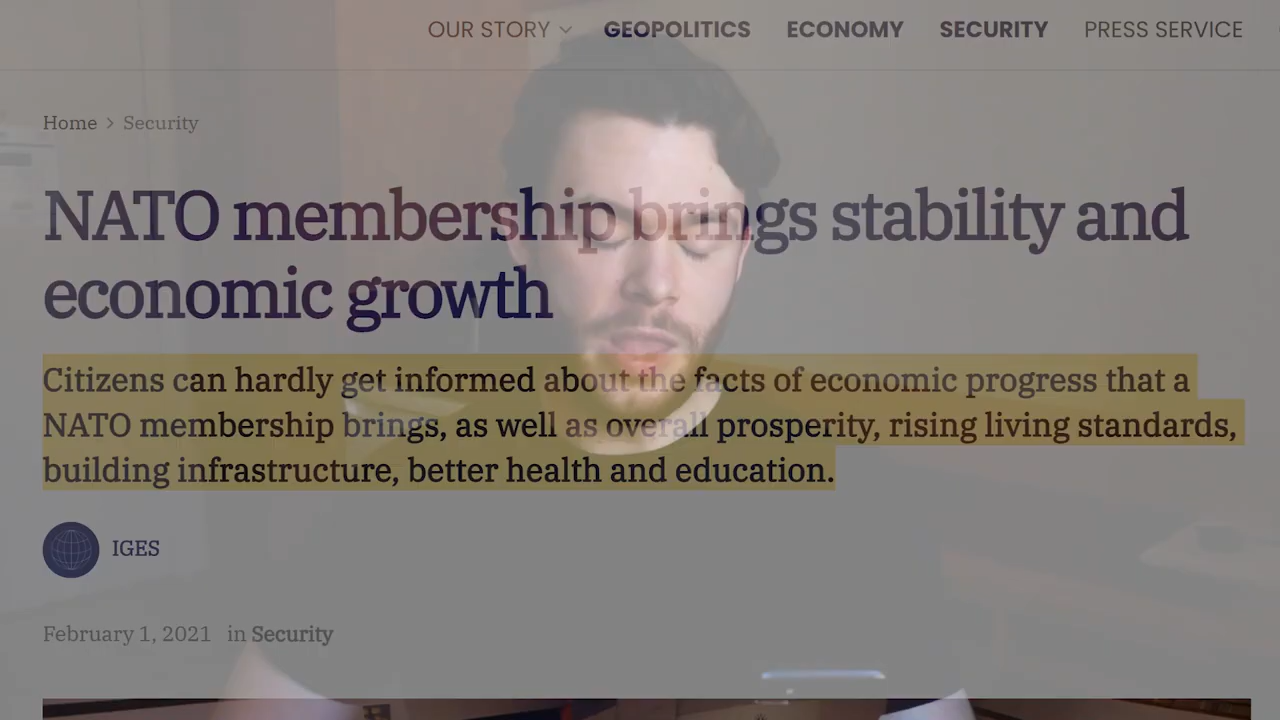 OUR STORY GEOPOLITICS ECONOMY SECURITY PRESS SERVICE
Home > Security
NATO membership brings stability and
economic growth
Citizens can hardly get informed about the facts of economic progress that a
NATO membership brings, as well as overall prosperity, rising living standards,
building infrastructure, better health and education.
IGES
February 1, 2021 in Security